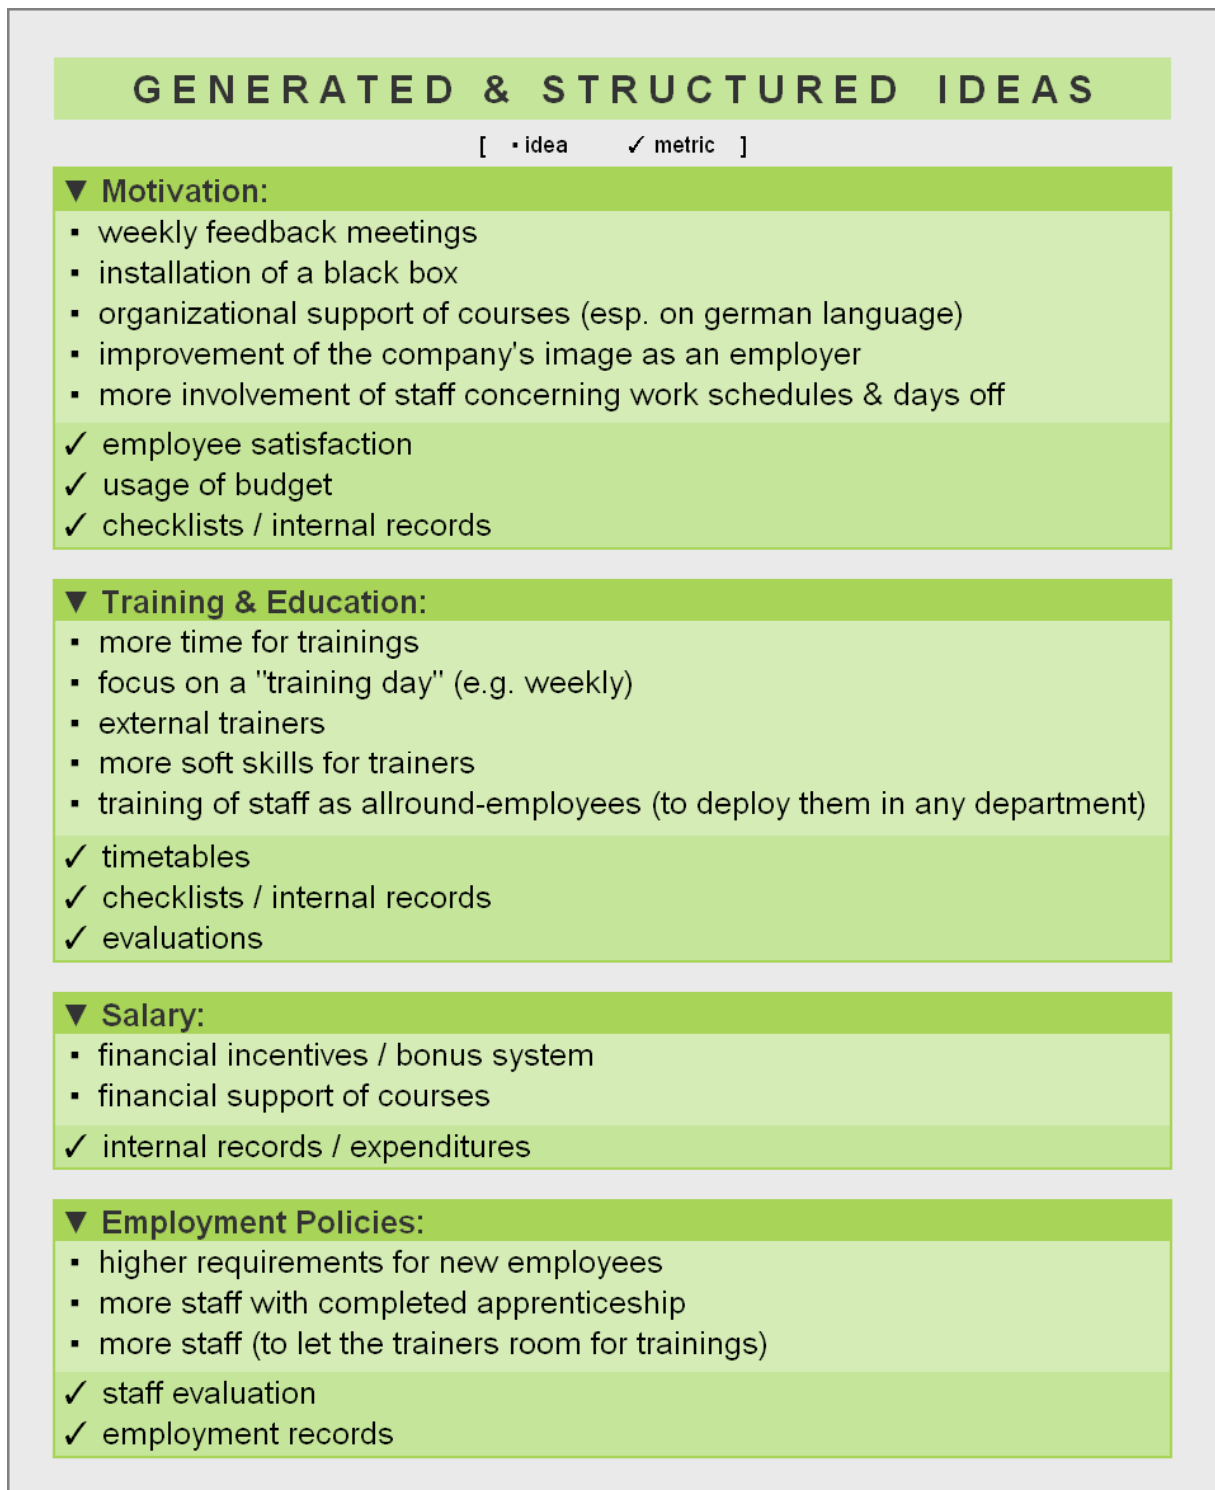 GENERATED & STRUCTURED IDEAS
[ ▪ idea ✓ metric ]
▼ Motivation:
▪ weekly feedback meetings
▪ installation of a black box
▪ organizational support of courses (esp. on german language)
▪ improvement of the company's image as an employer
▪ more involvement of staff concerning work schedules & days off
✓ employee satisfaction
✓ usage of budget
✓ checklists / internal records
▼ Training & Education:
▪ more time for trainings
▪ focus on a "training day" (e.g. weekly)
▪ external trainers
▪ more soft skills for trainers
▪ training of staff as allround-employees (to deploy them in any department)
✓ timetables
✓ checklists / internal records
✓ evaluations
▼ Salary:
▪ financial incentives / bonus system
▪ financial support of courses
✓ internal records / expenditures
▼ Employment Policies:
▪ higher requirements for new employees
▪ more staff with completed apprenticeship
▪ more staff (to let the trainers room for trainings)
✓ staff evaluation
✓ employment records